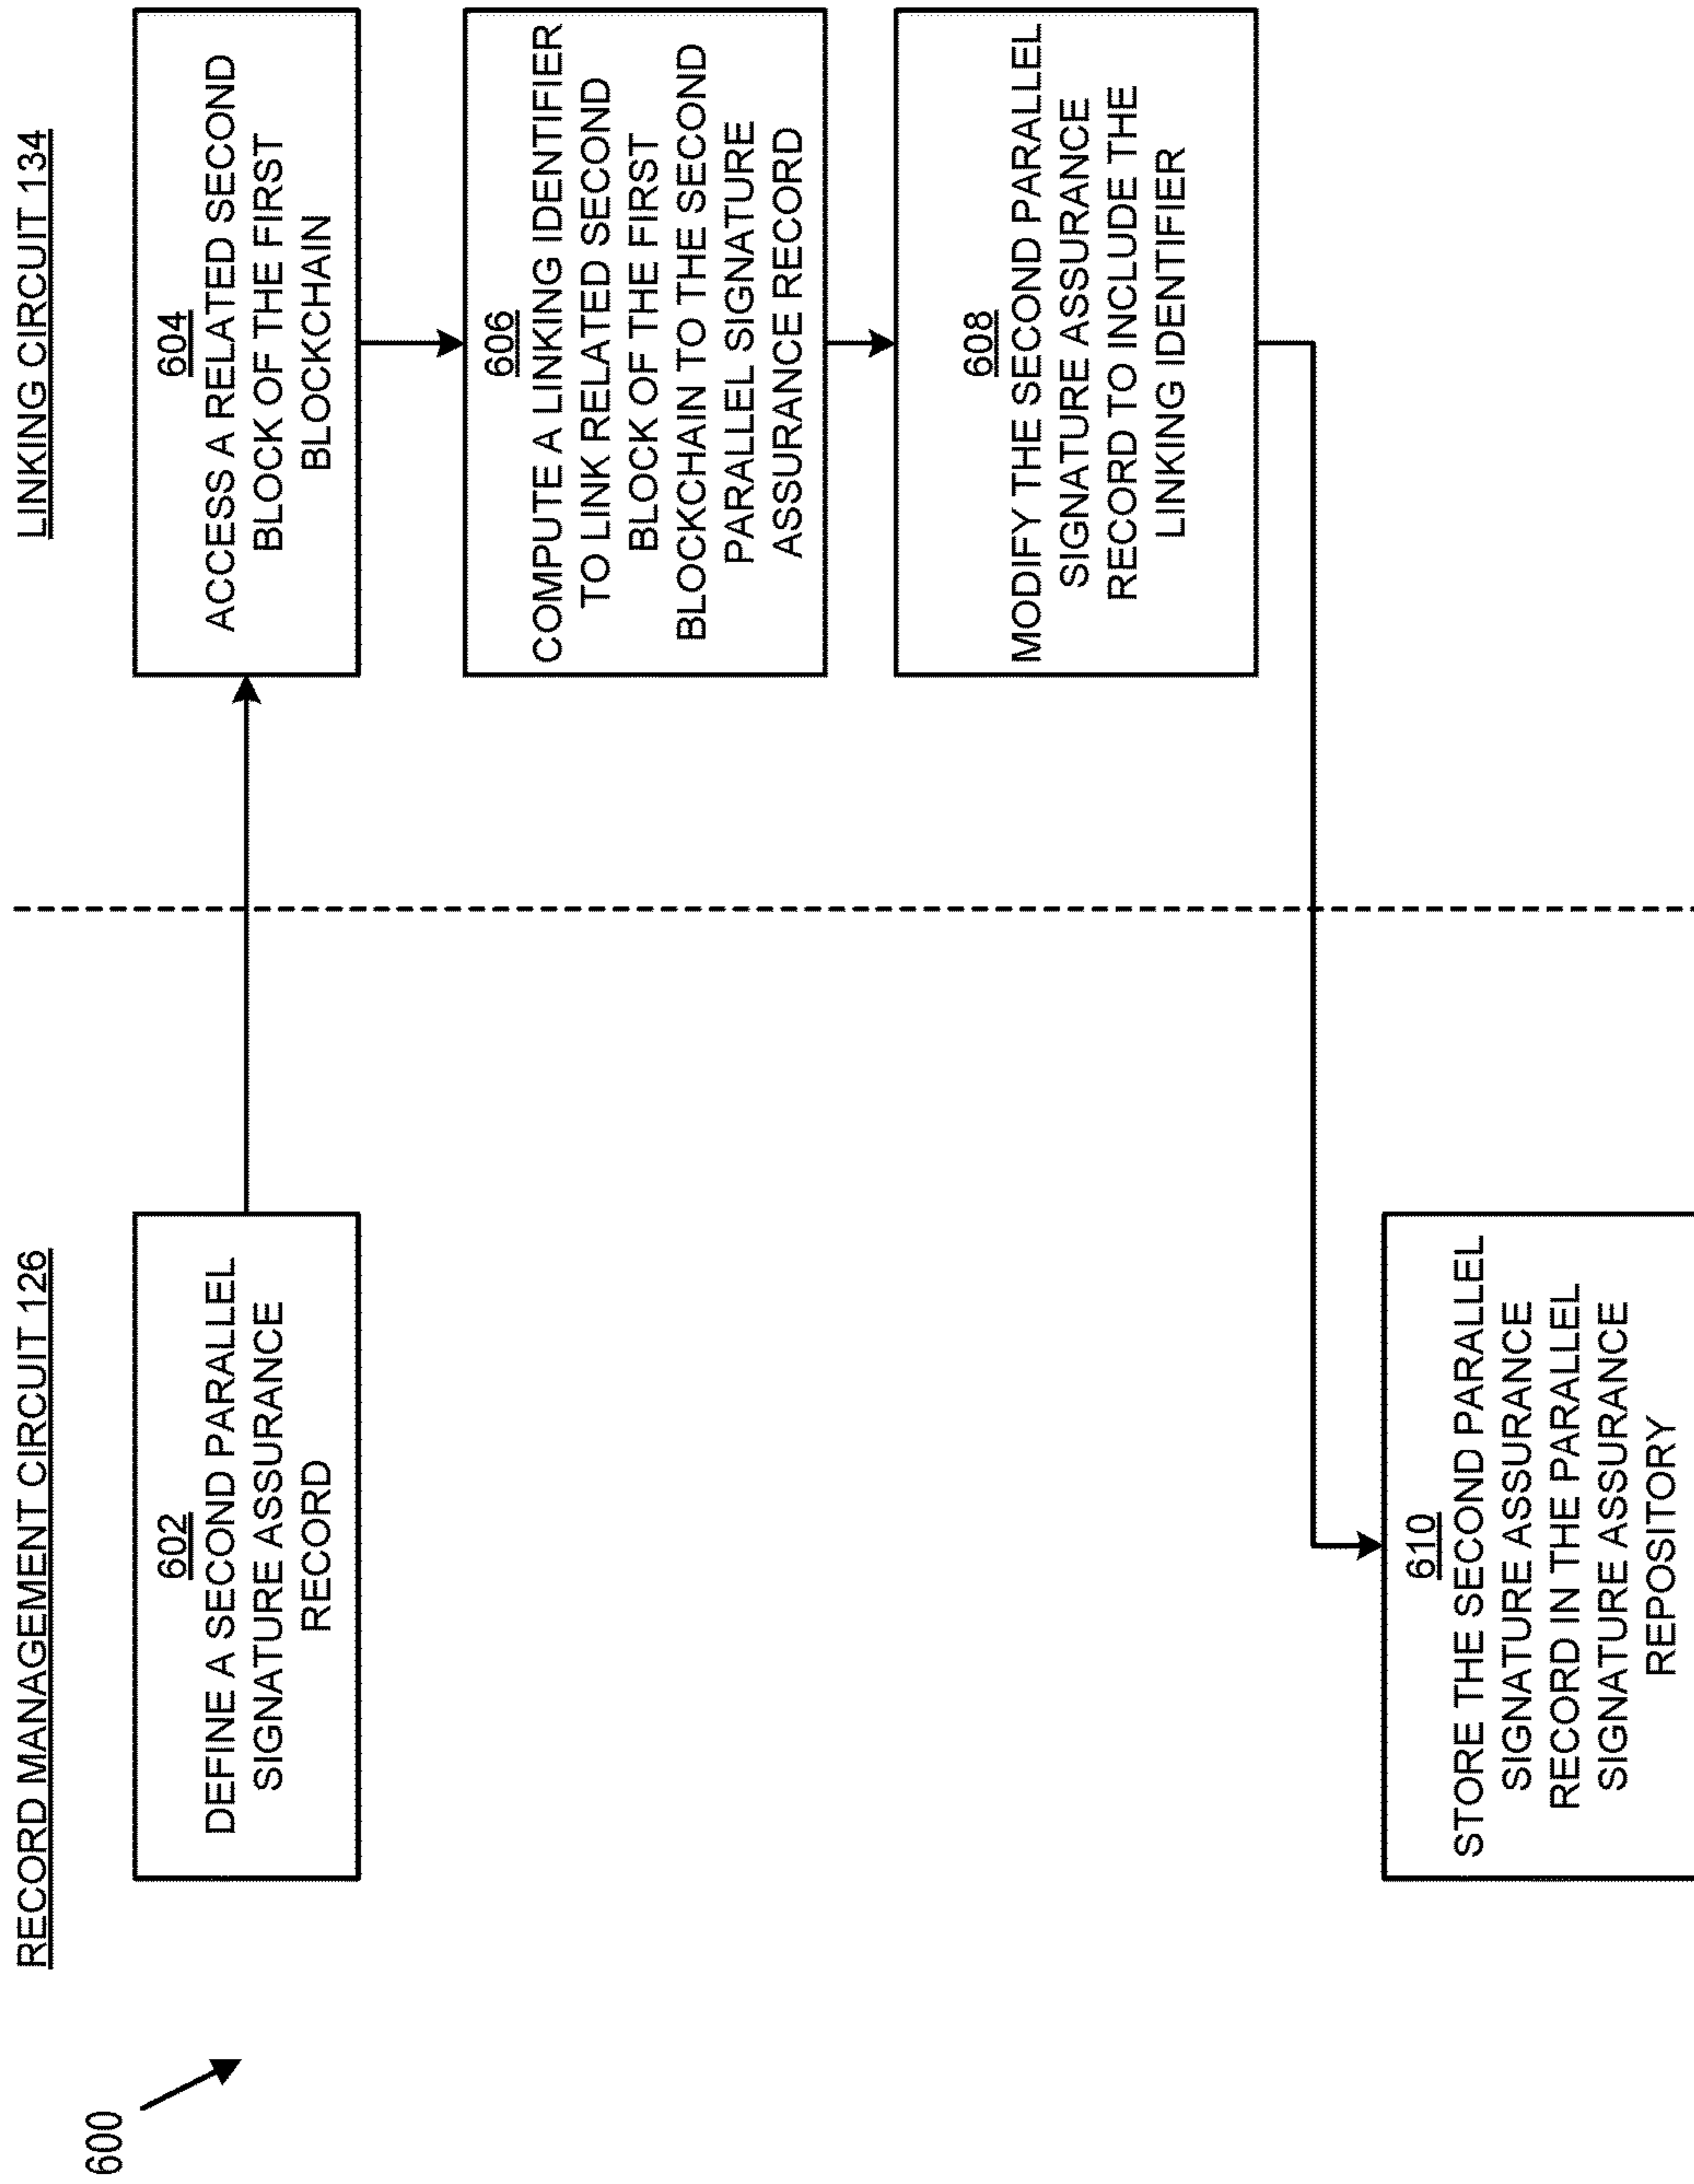 600
RECORD MANAGEMENT CIRCUIT 126
LINKING CIRCUIT 134
602
DEFINE A SECOND PARALLEL
SIGNATURE ASSURANCE
RECORD
604
ACCESS A RELATED SECOND
BLOCK OF THE FIRST
BLOCKCHAIN
606
COMPUTE A LINKING IDENTIFIER
TO LINK RELATED SECOND
BLOCK OF THE FIRST
BLOCKCHAIN TO THE SECOND
PARALLEL SIGNATURE
ASSURANCE RECORD
608
MODIFY THE SECOND PARALLEL
SIGNATURE ASSURANCE
RECORD TO INCLUDE THE
LINKING IDENTIFIER
610
STORE THE SECOND PARALLEL
SIGNATURE ASSURANCE
RECORD IN THE PARALLEL
SIGNATURE ASSURANCE
REPOSITORY